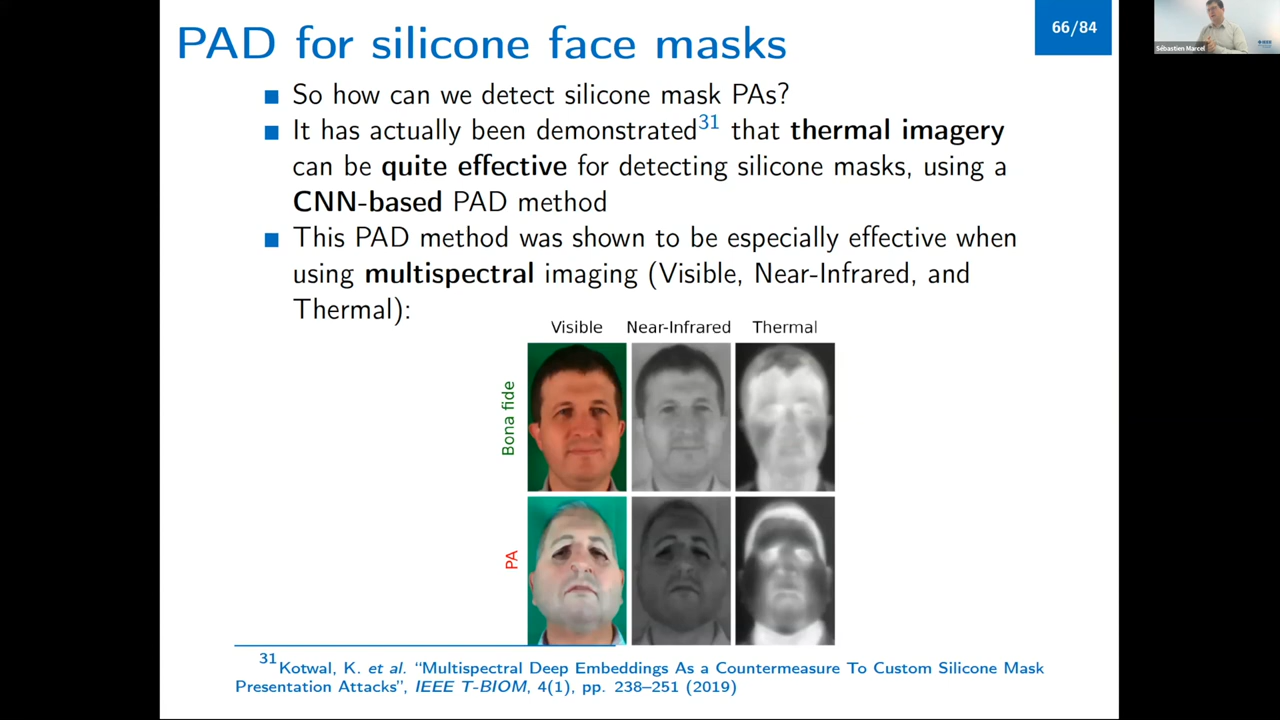 PAD for silicone face masks
66/84
Sébastien Marcel
So how can we detect silicone mask PAs?
It has actually been demonstrated31 that thermal imagery
can be quite effective for detecting silicone masks, using a
CNN-based PAD method
This PAD method was shown to be especially effective when
using multispectral imaging (Visible, Near-Infrared, and
Thermal):
Visible Near-Infrared Thermal
Bona fide
PA
31Kotwal, K. et al. “Multispectral Deep Embeddings As a Countermeasure To Custom Silicone Mask
Presentation Attacks”, IEEE T-BIOM, 4(1), pp. 238–251 (2019)